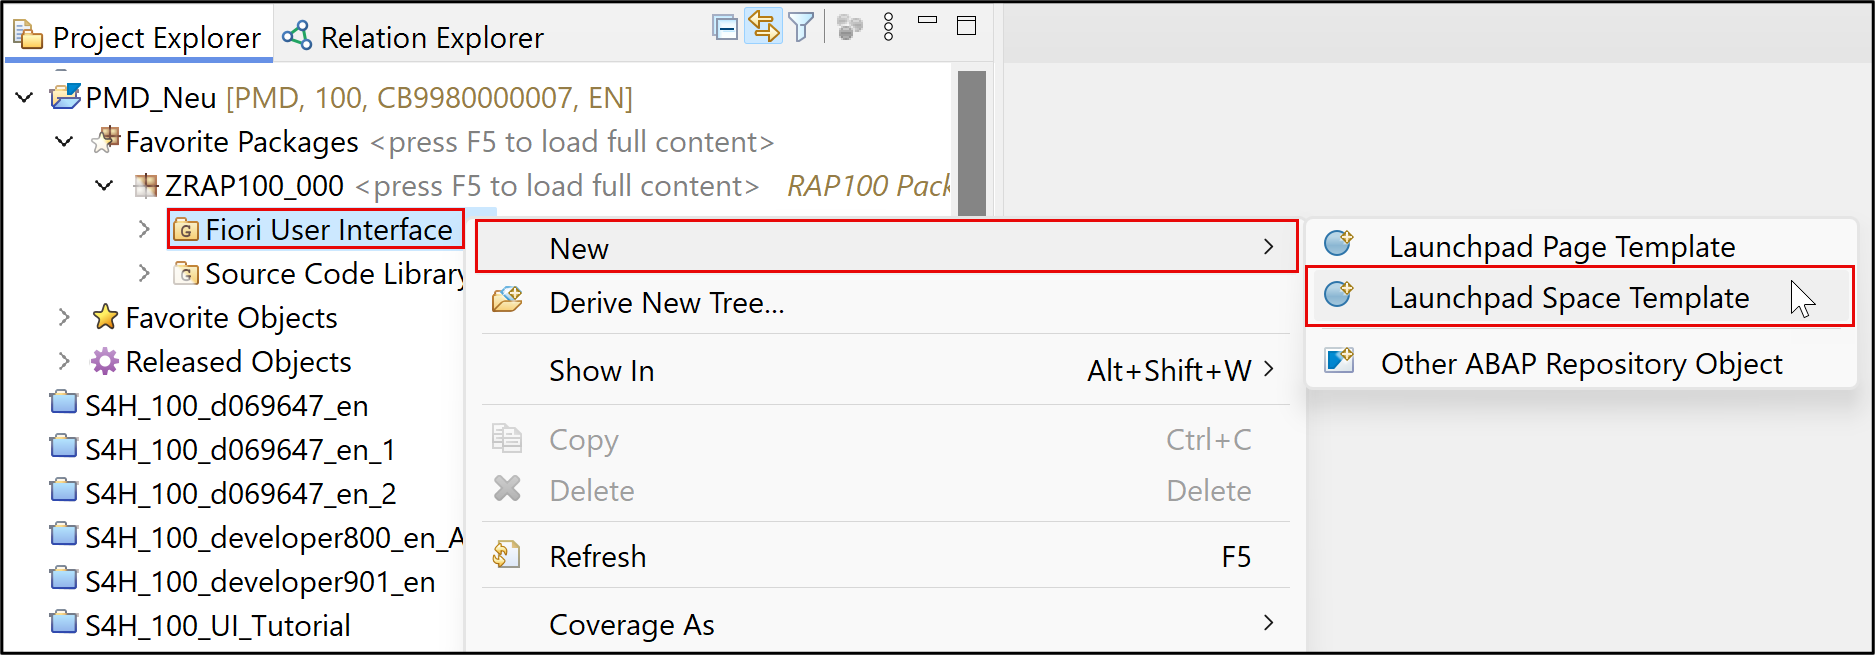 Project Explorer
Relation Explorer
PMD_Neu [PMD, 100, CB9980000007, EN]
Favorite Packages <press F5 to load full content>
ZRAP100_000 <press F5 to load full content> RAP100 Pack
Fiori User Interface
Source Code Library
Favorite Objects
Released Objects
S4H_100_d069647_en
S4H_100_d069647_en_1
S4H_100_d069647_en_2
S4H_100_developer800_en_A
S4H_100_developer901_en
S4H_100_UI_Tutorial
New
Derive New Tree...
Show In Alt+Shift+W
Copy Ctrl+C
Delete Delete
Refresh F5
Coverage As
Launchpad Page Template
Launchpad Space Template
Other ABAP Repository Object